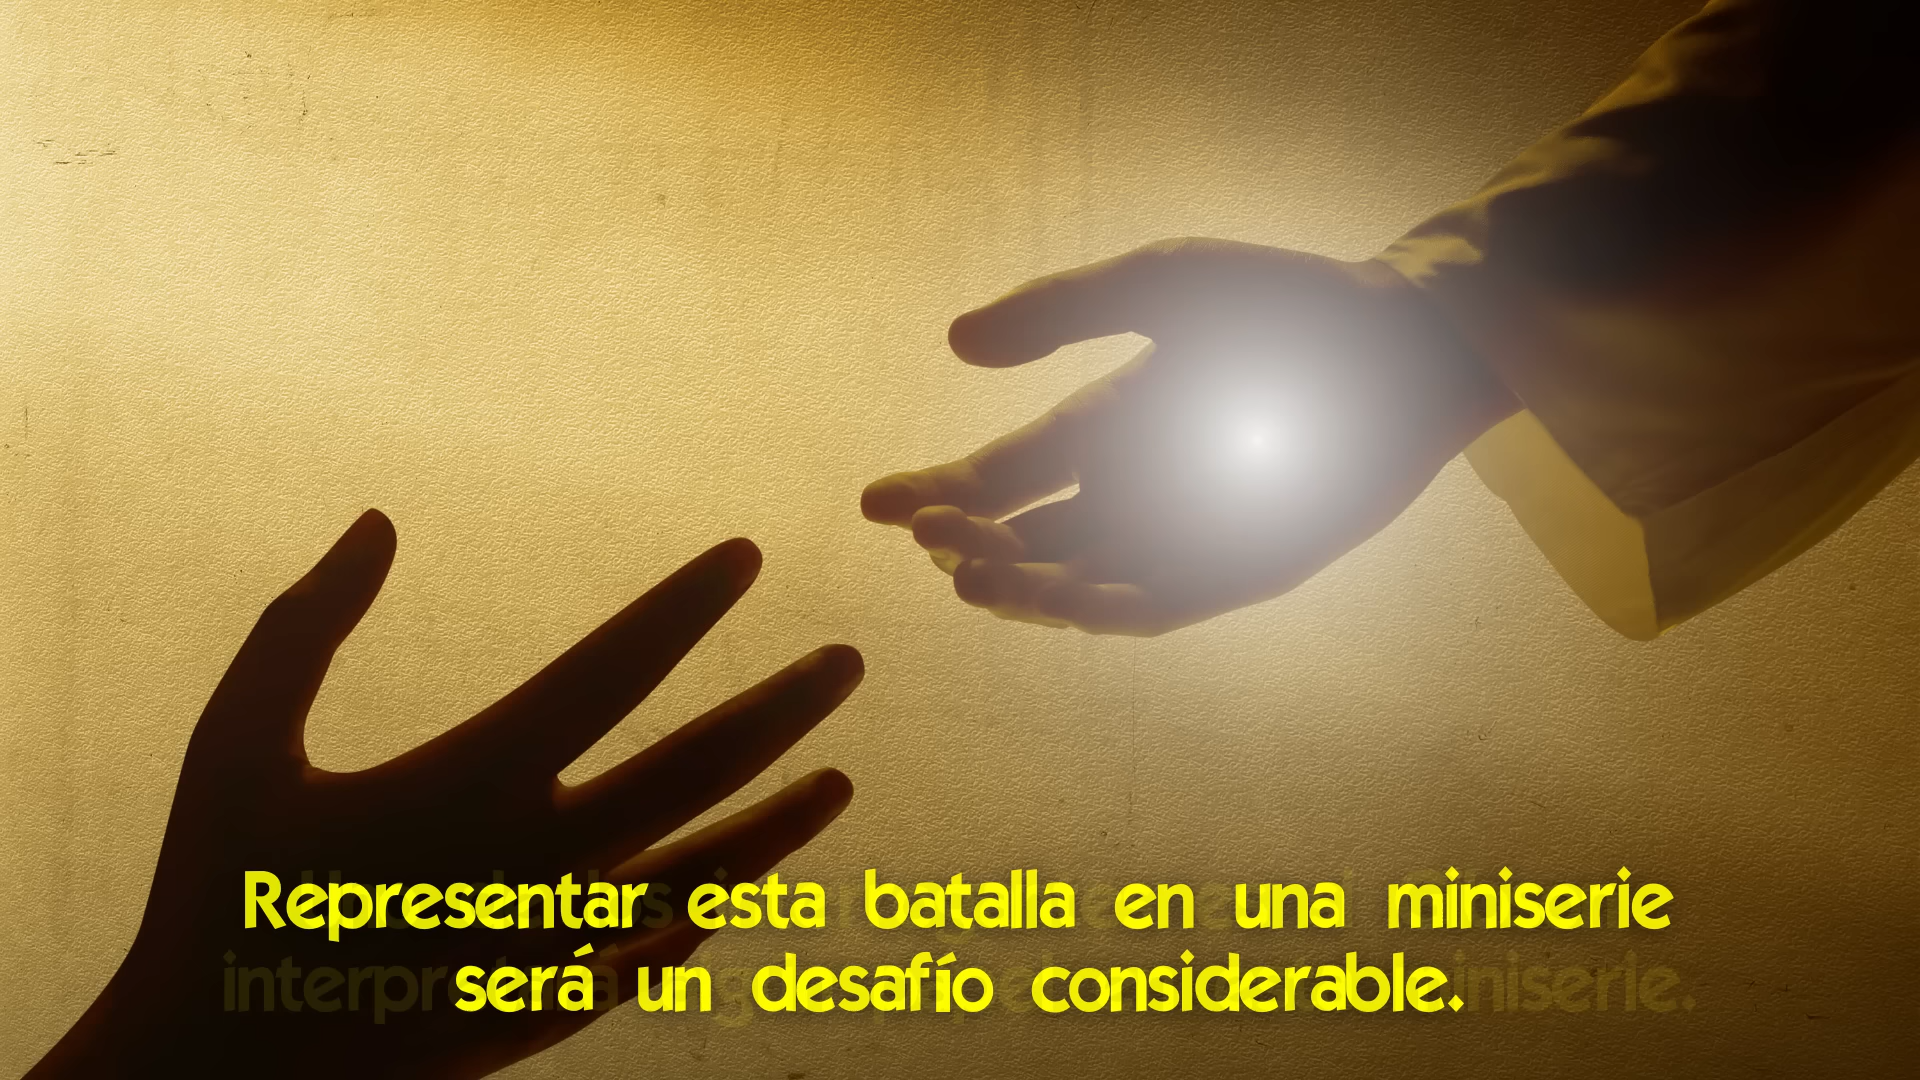 Representar esta batalla en una miniserie
será un desafío considerable.